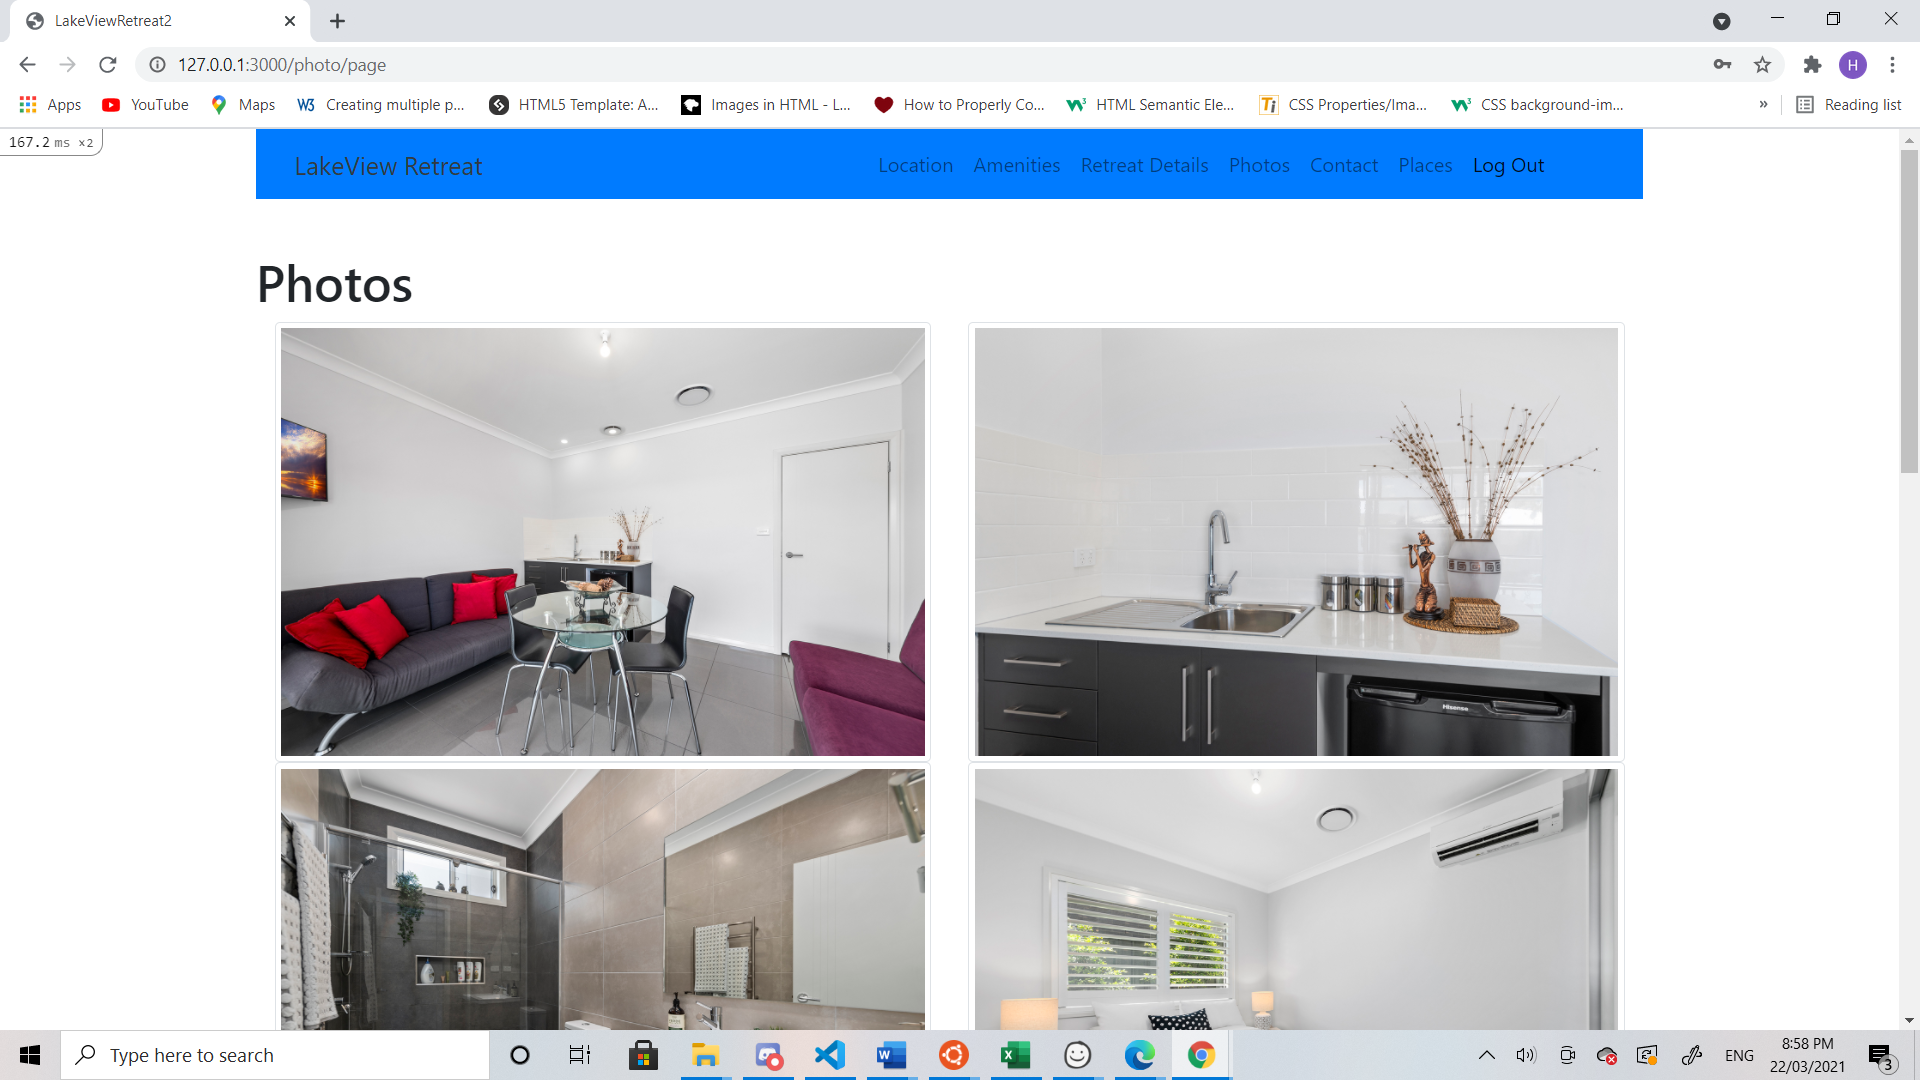 LakeViewRetreat2
127.0.0.1:3000/photo/page
H
Apps
YouTube
Maps
Creating multiple p...
HTML5 Template: A...
Images in HTML - L...
How to Properly Co...
HTML Semantic Ele...
CSS Properties/Ima...
CSS background-im...
»
Reading list
167.2 ms ×2
LakeView Retreat
Location Amenities Retreat Details Photos Contact Places Log Out
Photos
Hisense
Type here to search
ENG
8:58 PM
22/03/2021
3